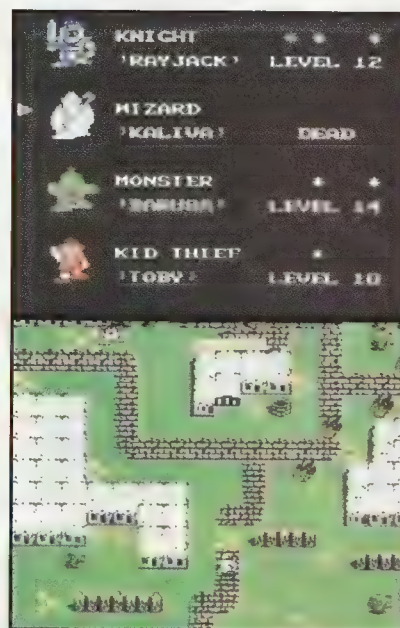 KNIGHT
'RAYJACK' LEVEL 12
WIZARD
'KALIVA' DEAD
MONSTER
LEVEL 14
KID THIEF
'TOBY' LEVEL 10